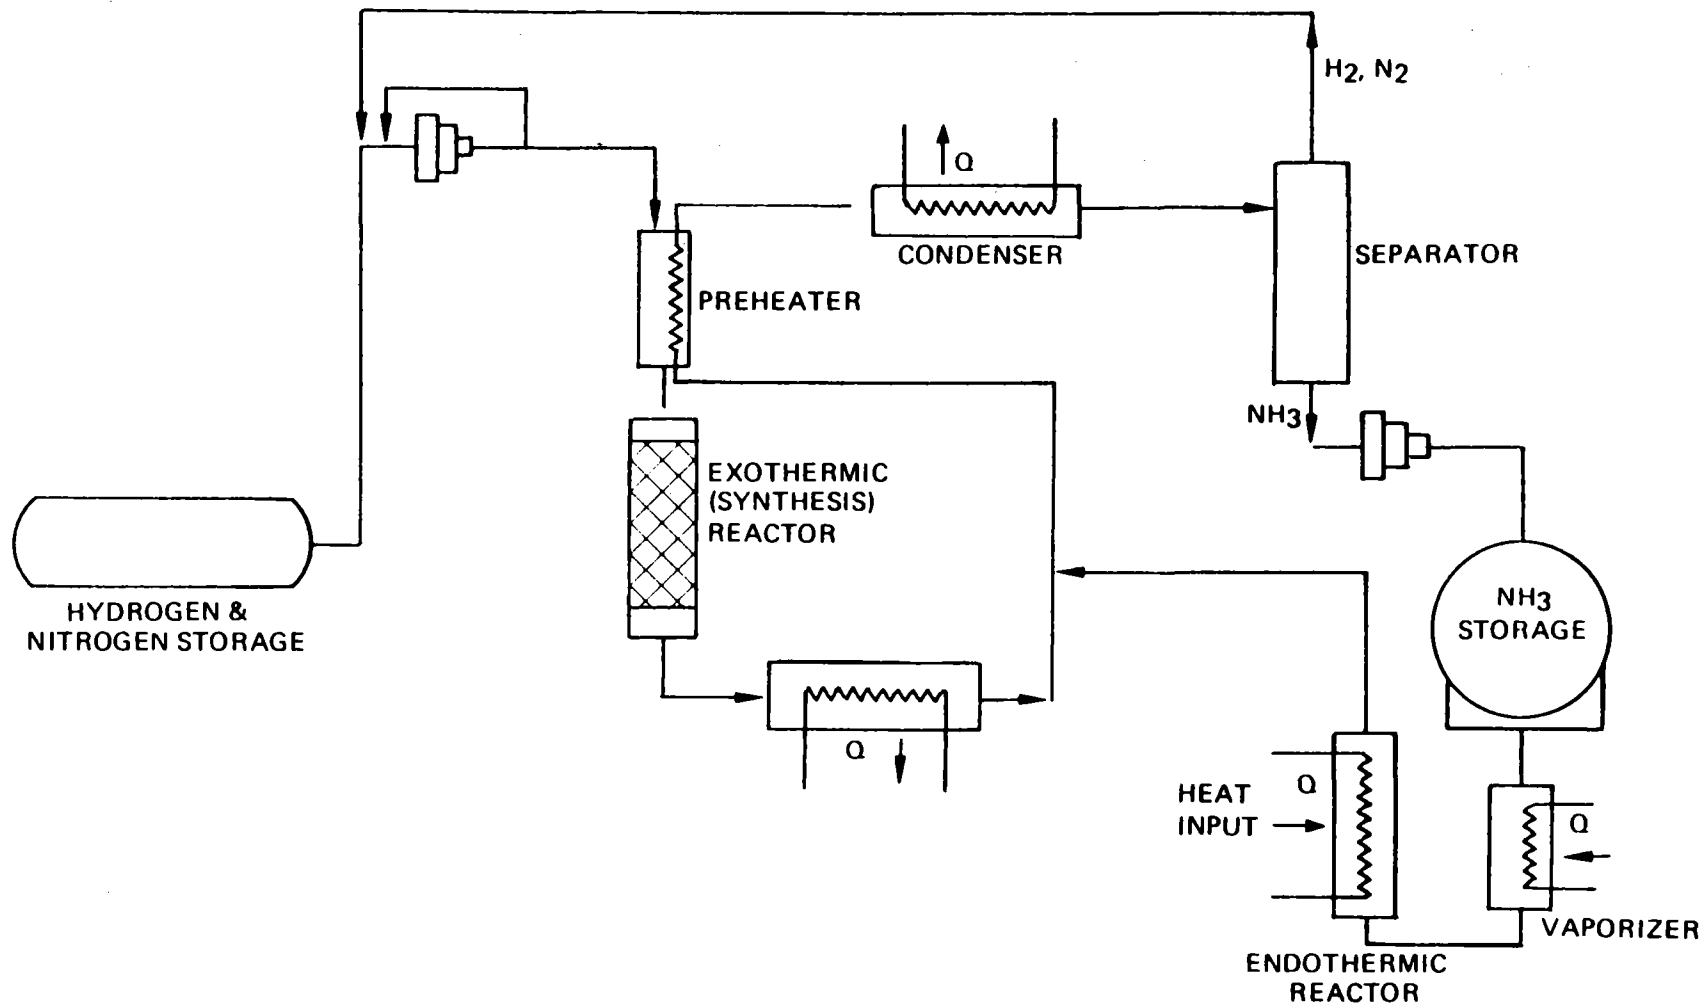 H2, N2
Q
CONDENSER
SEPARATOR
PREHEATER
NH3
EXOTHERMIC
(SYNTHESIS)
REACTOR
HYDROGEN &
NITROGEN STORAGE
NH3
STORAGE
Q
HEAT
INPUT
Q
Q
VAPORIZER
ENDOTHERMIC
REACTOR